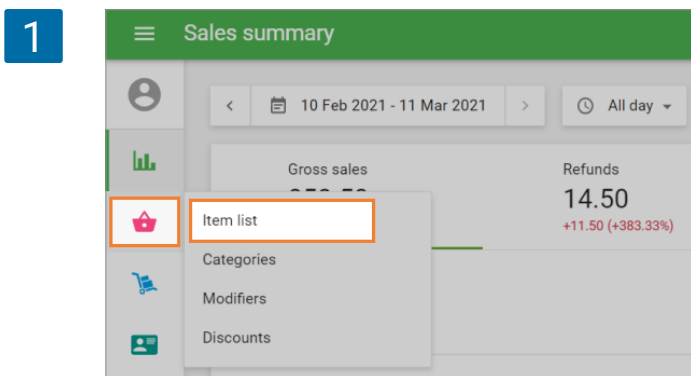 1
Sales summary
10 Feb 2021 - 11 Mar 2021
All day
Gross sales
Refunds
14.50
+11.50 (+383.33%)
Item list
Categories
Modifiers
Discounts